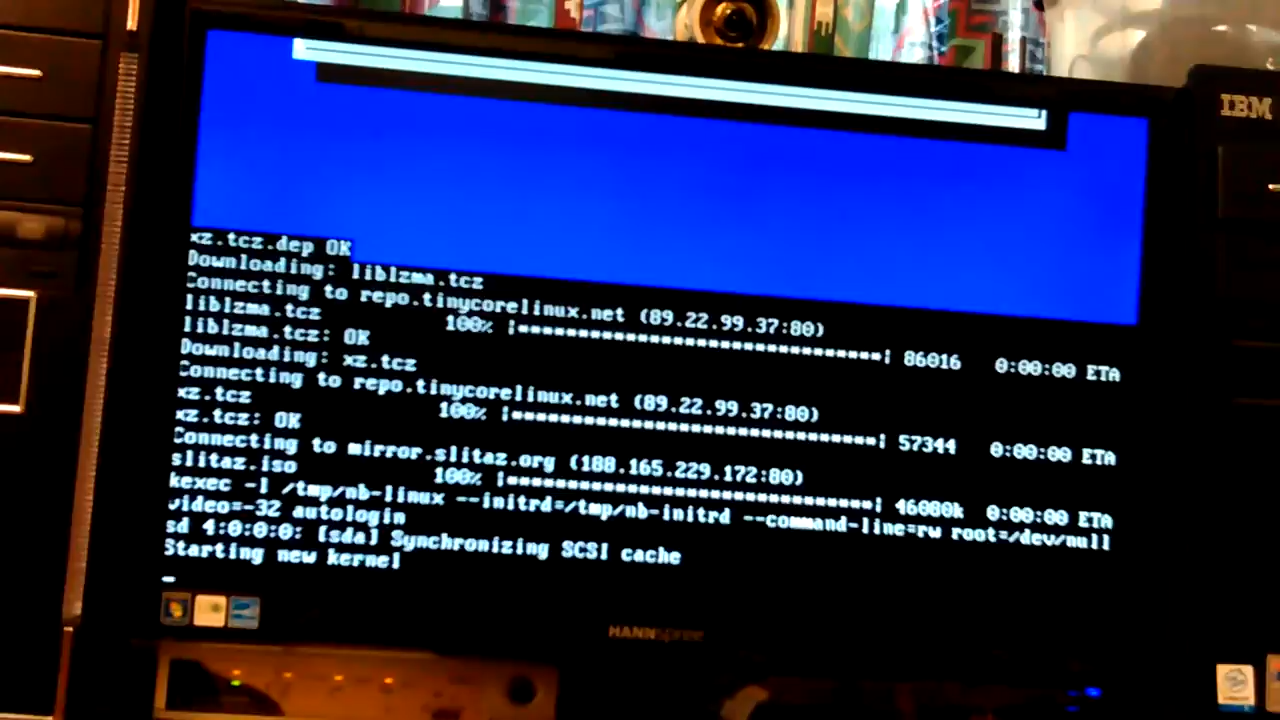 IBM
xz.tcz.dep OK
Downloading: liblzma.tcz
Connecting to repo.tinycorelinux.net (89.22.99.37:80)
liblzma.tcz 100% |*******************************| 86016 0:00:00 ETA
liblzma.tcz: OK
Downloading: xz.tcz
Connecting to repo.tinycorelinux.net (89.22.99.37:80)
xz.tcz 100% |*******************************| 57344 0:00:00 ETA
xz.tcz: OK
Connecting to mirror.slitaz.org (188.165.229.172:80)
slitaz.iso 100% |*******************************| 46080k 0:00:00 ETA
kexec -l /tmp/nb-linux --initrd=/tmp/nb-initrd --command-line=rw root=/dev/null
video=-32 autologin
sd 4:0:0:0: [sda] Synchronizing SCSI cache
Starting new kernel
_
HANNspree